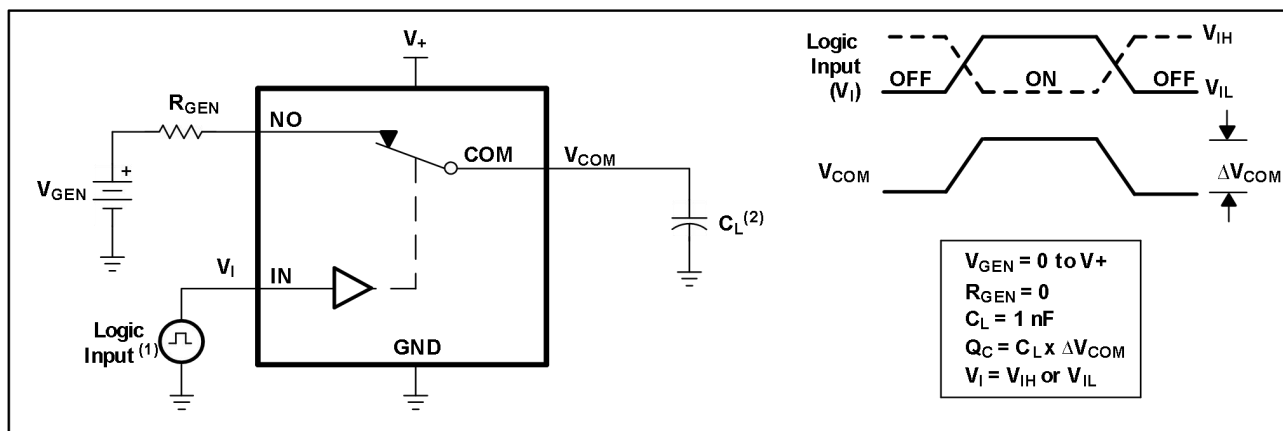 V+
RGEN
NO
COM
VCOM
+
VGEN
CL(2)
VI
IN
Logic
Input(1)
GND
Logic
Input
(VI)
OFF
ON
OFF
VIH
VIL
VCOM
ΔVCOM
VGEN = 0 to V+
RGEN = 0
CL = 1 nF
QC = CL x ΔVCOM
VI = VIH or VIL